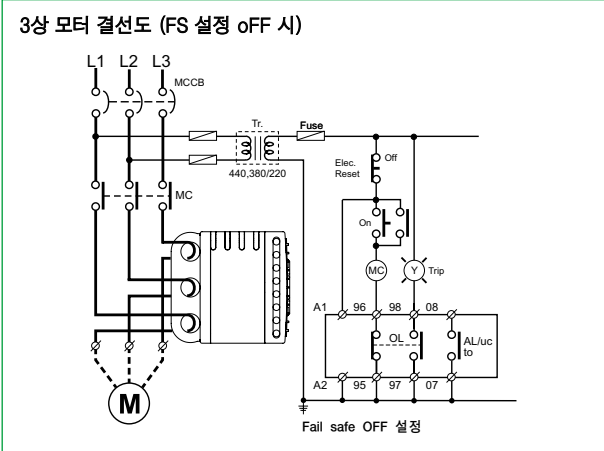 3상 모터 결선도 (FS 설정 oFF 시)
L1 L2 L3
MCCB
Tr.
Fuse
440,380/220
Elec.
Reset
Off
MC
On
MC
Y
Trip
A1 96 98 08
OL
AL/uc
to
A2 95 97 07
M
Fail safe OFF 설정